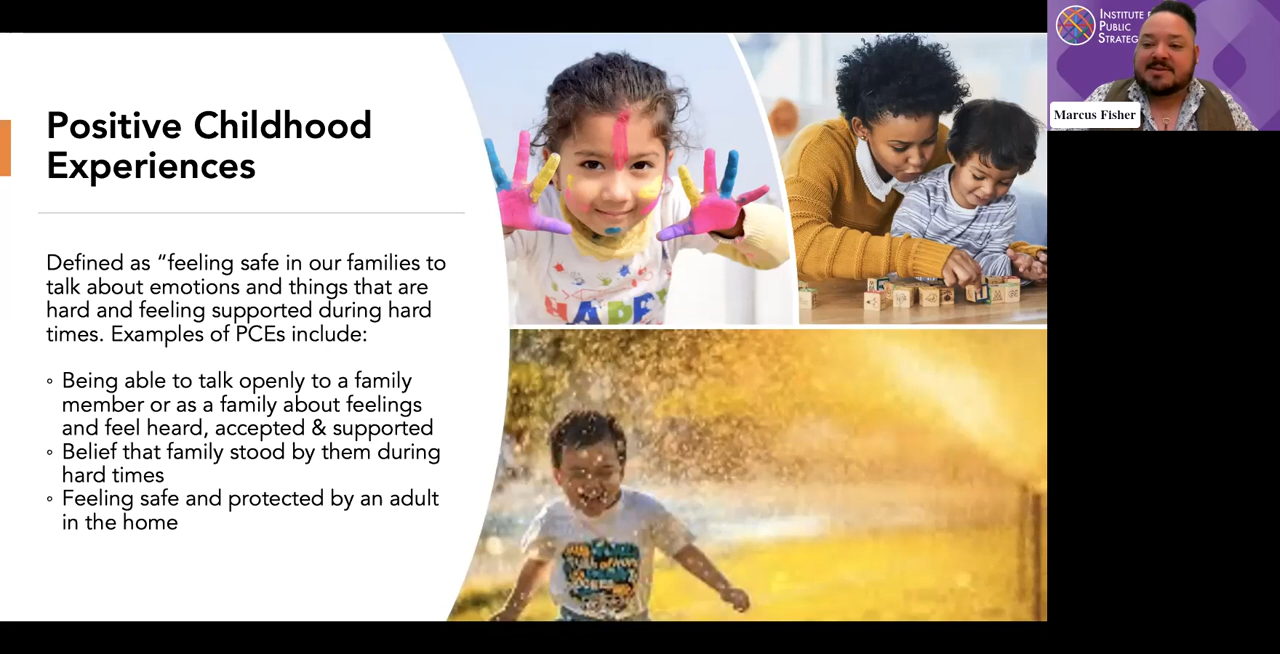 Positive Childhood
Experiences
Defined as “feeling safe in our families to
talk about emotions and things that are
hard and feeling supported during hard
times. Examples of PCEs include:
◦ Being able to talk openly to a family
member or as a family about feelings
and feel heard, accepted & supported
◦ Belief that family stood by them during
hard times
◦ Feeling safe and protected by an adult
in the home
INSTITUTE
PUBLIC
STRATEG
Marcus Fisher